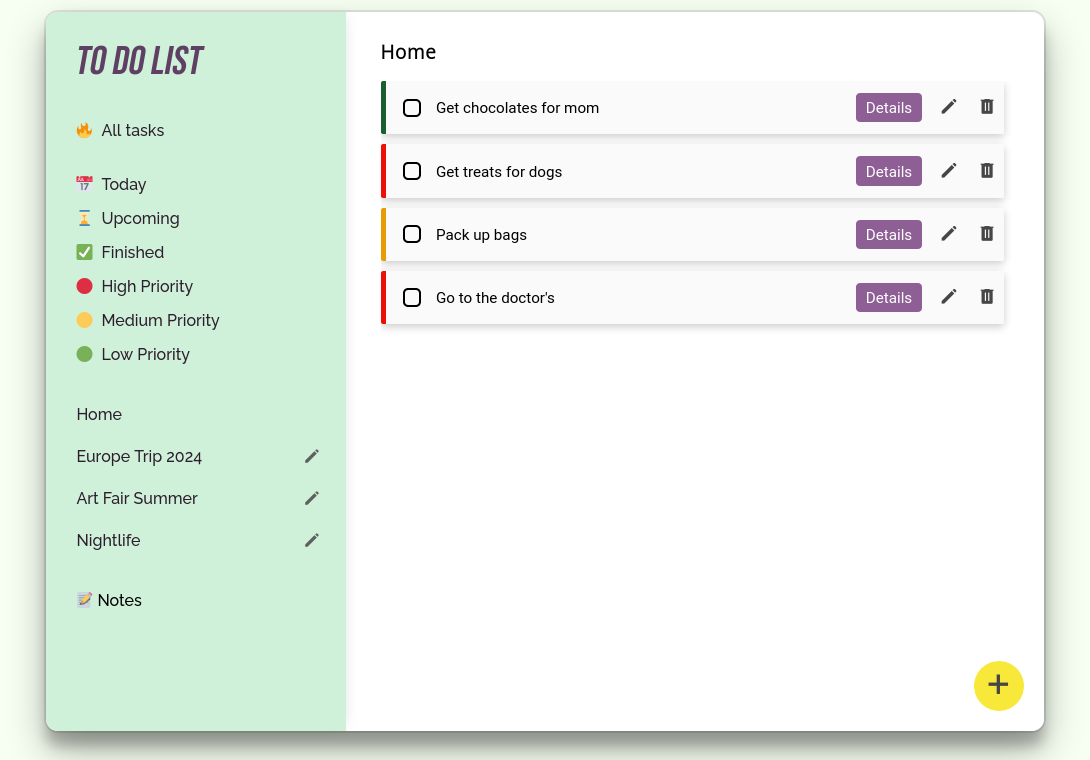 TO DO LIST
All tasks
Today
Upcoming
Finished
High Priority
Medium Priority
Low Priority
Home
Europe Trip 2024
Art Fair Summer
Nightlife
Notes
Home
Get chocolates for mom Details
Get treats for dogs Details
Pack up bags Details
Go to the doctor's Details
+